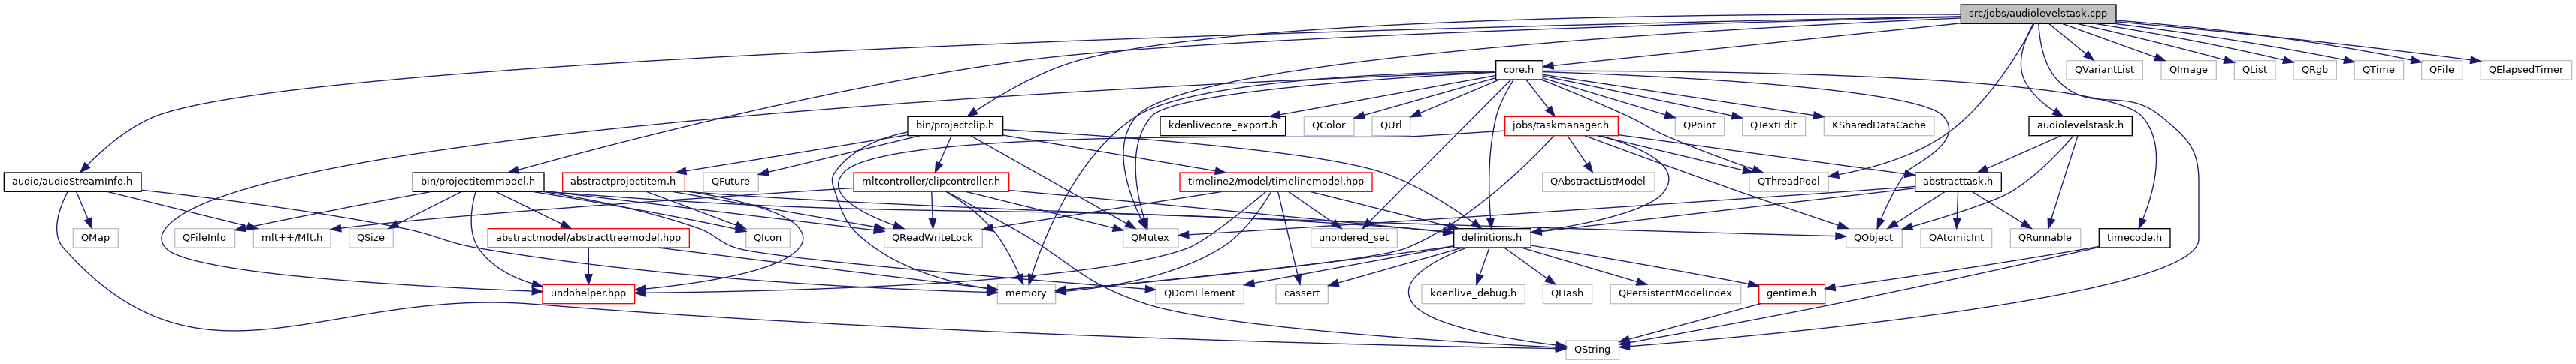 src/jobs/audiolevelstask.cpp
core.h
QVariantList
QImage
QList
QRgb
QTime
QFile
QElapsedTimer
bin/projectclip.h
kdenlivecore_export.h
QColor
QUrl
jobs/taskmanager.h
QPoint
QTextEdit
KSharedDataCache
audiolevelstask.h
audio/audioStreamInfo.h
bin/projectitemmodel.h
abstractprojectitem.h
QFuture
mltcontroller/clipcontroller.h
timeline2/model/timelinemodel.hpp
QAbstractListModel
QThreadPool
abstracttask.h
QMap
QFileInfo
mlt++/Mlt.h
QSize
abstractmodel/abstracttreemodel.hpp
QIcon
QReadWriteLock
QMutex
unordered_set
definitions.h
QObject
QAtomicInt
QRunnable
timecode.h
undohelper.hpp
memory
QDomElement
cassert
kdenlive_debug.h
QHash
QPersistentModelIndex
gentime.h
QString